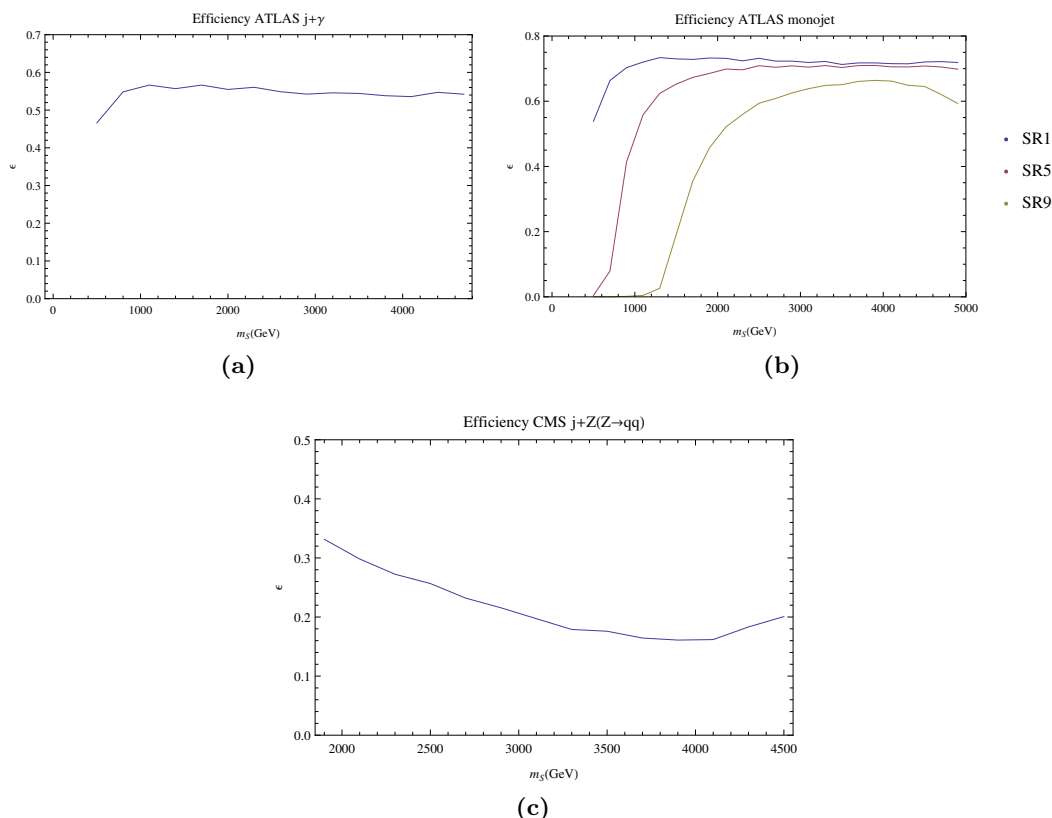 Efficiency ATLAS j+γ
0.7
0.6
0.5
0.4
0.3
0.2
0.1
0.0
ϵ
0
1000
2000
3000
4000
m_S(GeV)
(a)
Efficiency ATLAS monojet
0.8
0.6
0.4
0.2
0.0
ϵ
0
1000
2000
3000
4000
5000
m_S(GeV)
SR1
SR5
SR9
(b)
Efficiency CMS j+Z(Z→qq)
0.5
0.4
0.3
0.2
0.1
0.0
ϵ
2000
2500
3000
3500
4000
4500
m_S(GeV)
(c)